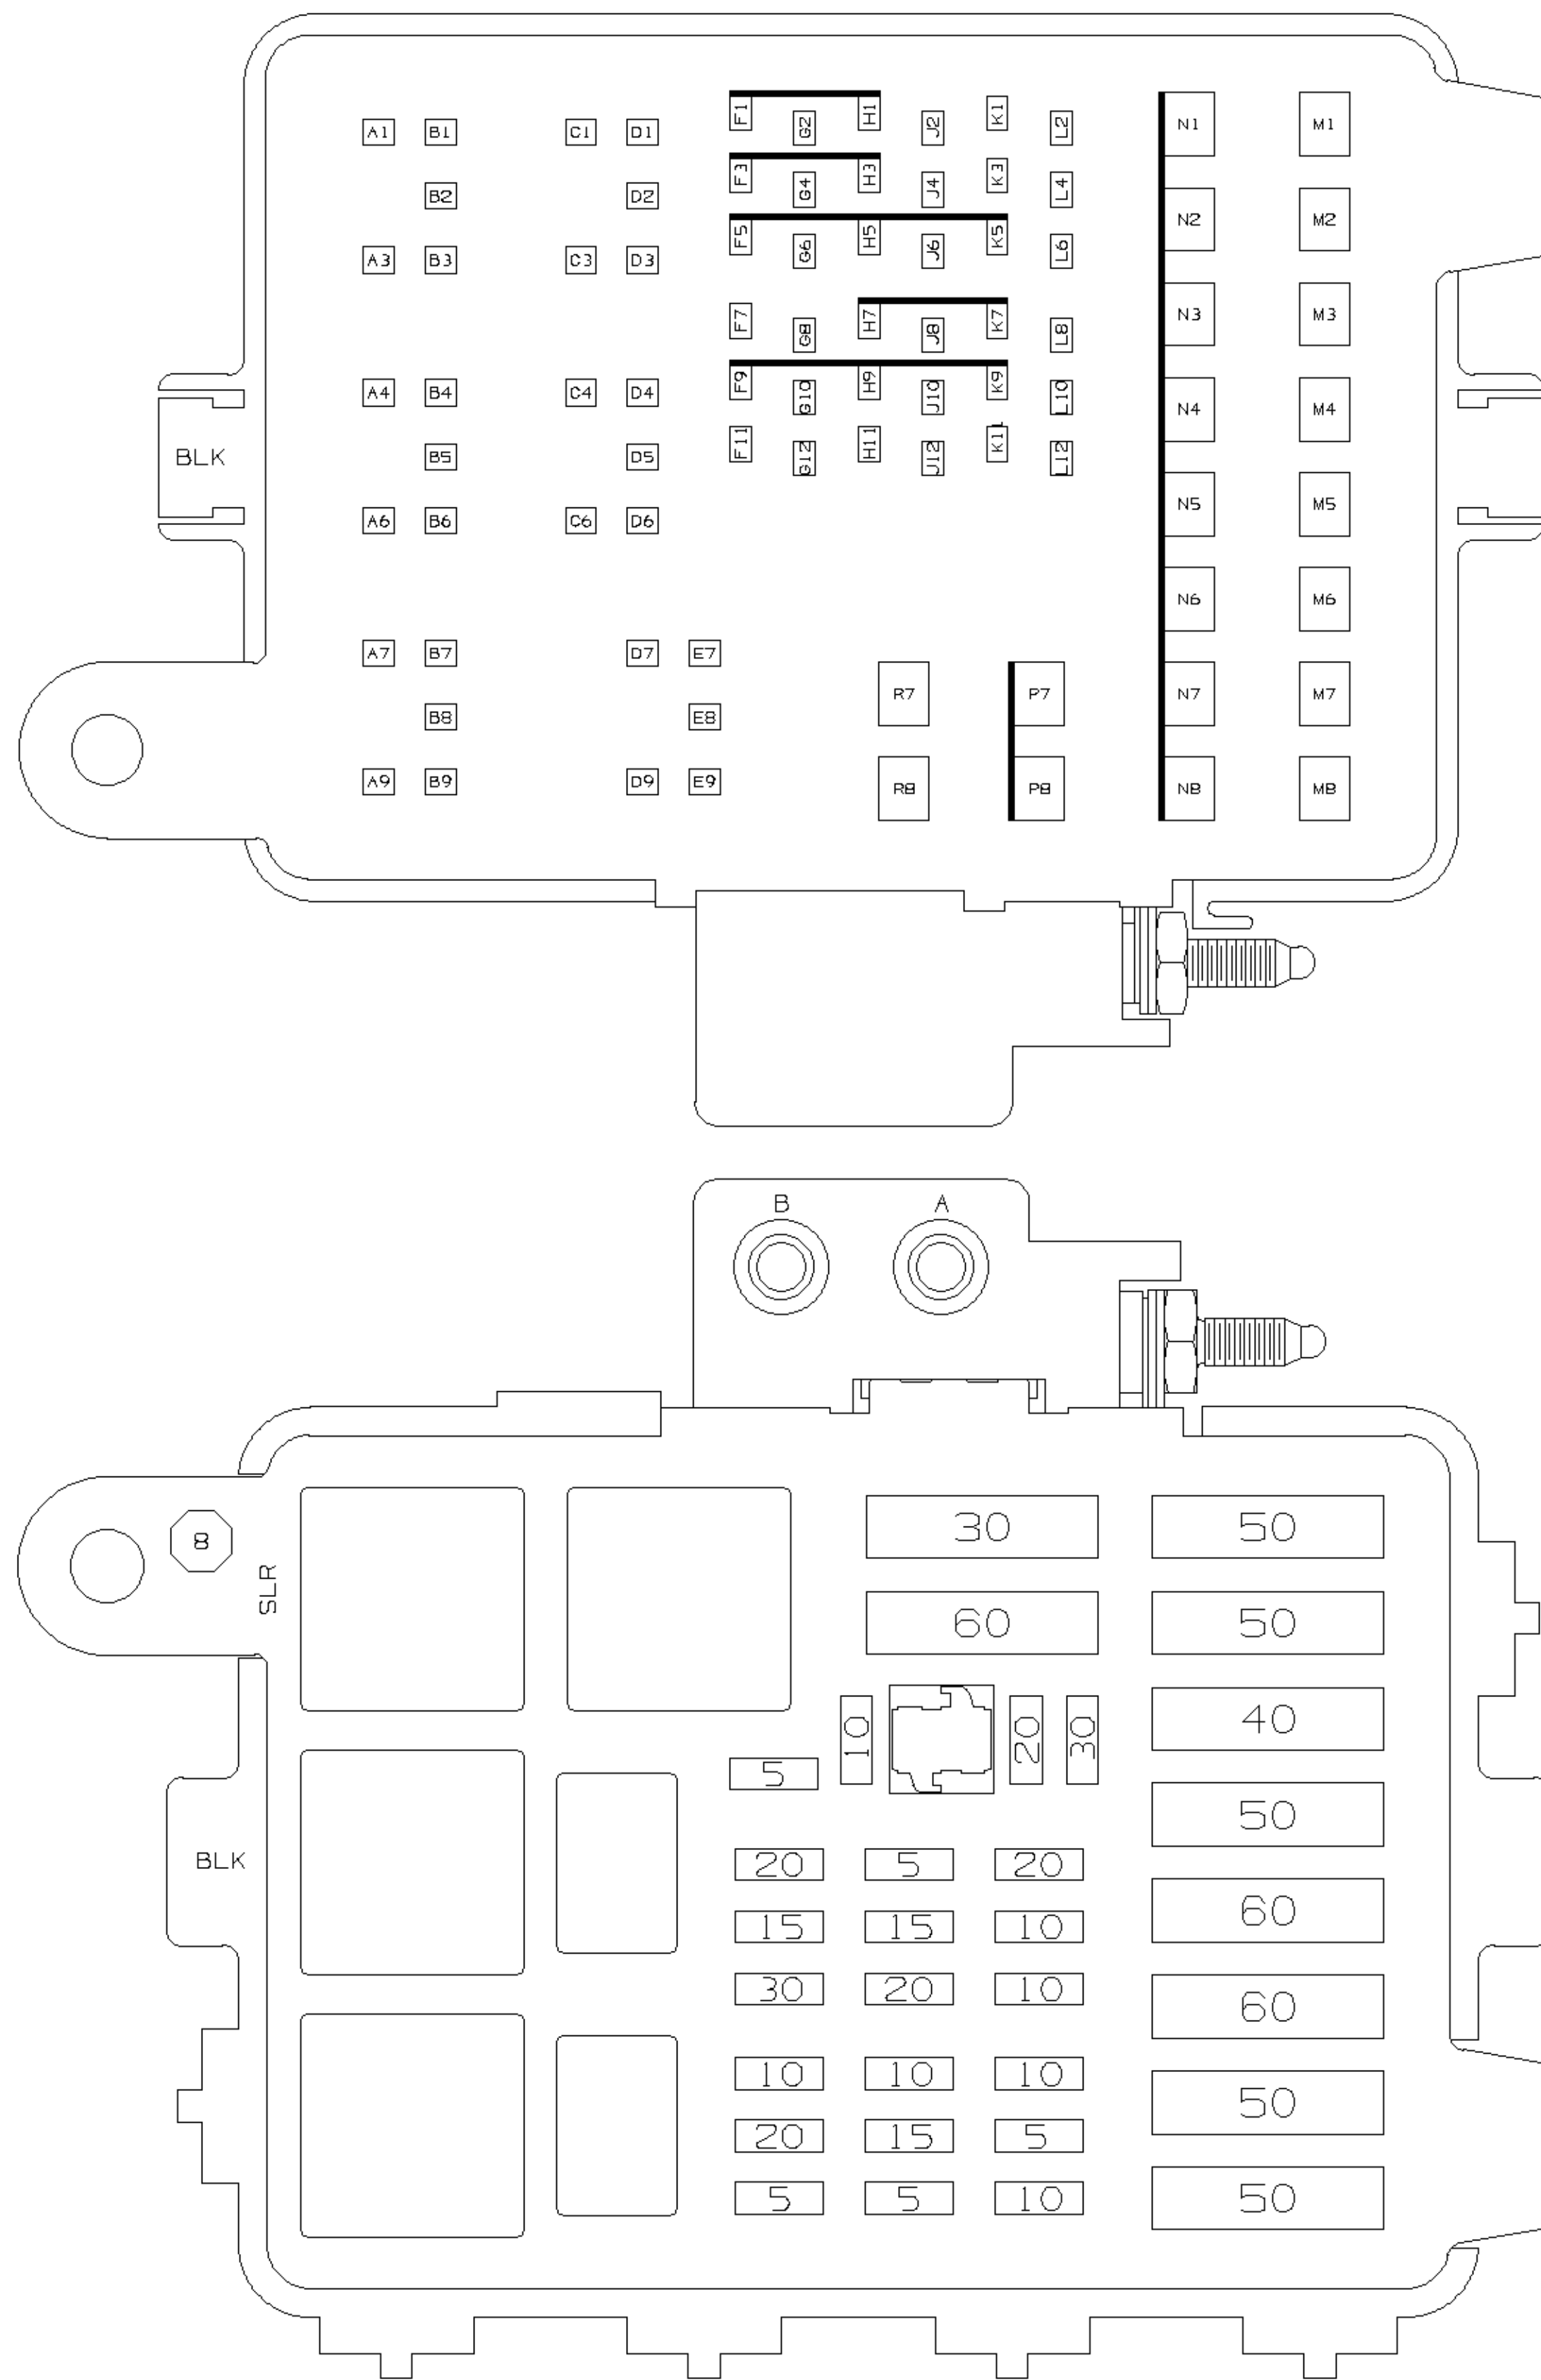 F1 H1 K1
A1 B1 C1 D1 G2 J2 L2 N1 M1
F3 H3 K3
B2 D2 G4 J4 L4 N2 M2
F5 H5 K5
A3 B3 C3 D3 G6 J6 L6
F7 H7 K7 N3 M3
G8 J8 L8
F9 H9 K9
A4 B4 C4 D4 G10 J10 L10 N4 M4
F11 H11 K11
BLK B5 D5 G12 J12 L12
A6 B6 C6 D6 N5 M5
N6 M6
A7 B7 D7 E7
R7 P7 N7 M7
B8 E8
A9 B9 D9 E9 R8 P8 N8 M8
B A
8 30 50
SLR
60 50
10 20 30 40
5
50
BLK 20 5 20
15 15 10 60
30 20 10 60
10 10 10
50
20 15 5
5 5 10 50